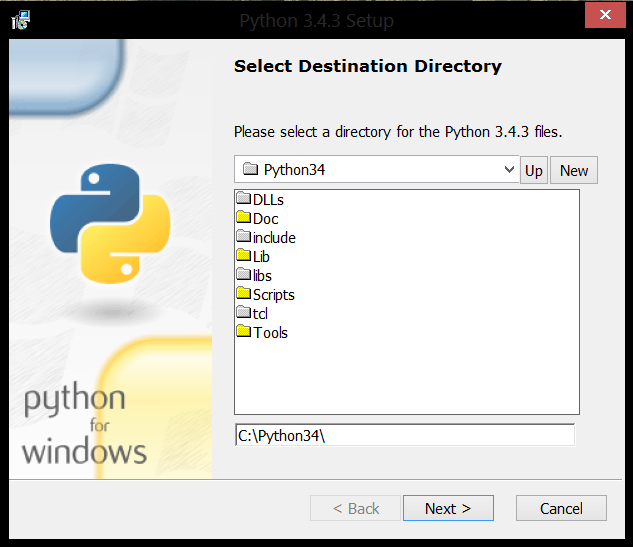 Python 3.4.3 Setup
Select Destination Directory
Please select a directory for the Python 3.4.3 files.
Python34
Up
New
DLLs
Doc
include
Lib
libs
Scripts
tcl
Tools
C:\Python34\
python
for
windows
< Back
Next >
Cancel